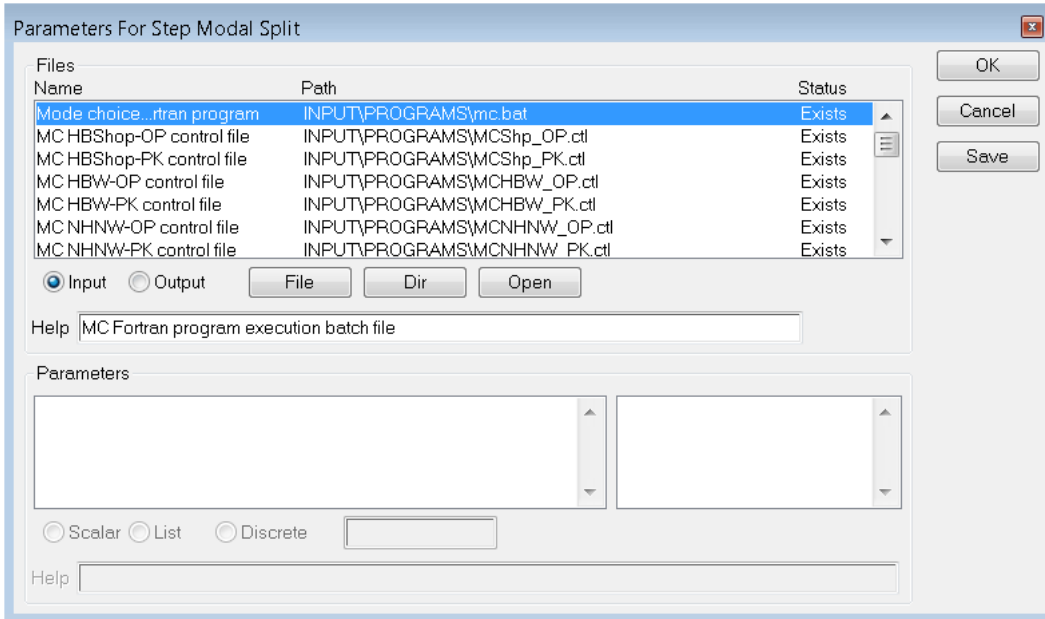 Parameters For Step Modal Split
Files
Name Path Status
Mode choice...rtran program INPUT\PROGRAMS\mc.bat Exists
MC HBShop-OP control file INPUT\PROGRAMS\MCShp_OP.ctl Exists
MC HBShop-PK control file INPUT\PROGRAMS\MCShp_PK.ctl Exists
MC HBW-OP control file INPUT\PROGRAMS\MCHBW_OP.ctl Exists
MC HBW-PK control file INPUT\PROGRAMS\MCHBW_PK.ctl Exists
MC NHNW-OP control file INPUT\PROGRAMS\MCNHNW_OP.ctl Exists
MC NHNW-PK control file INPUT\PROGRAMS\MCNHNW_PK.ctl Exists
Input Output File Dir Open
Help MC Fortran program execution batch file
OK
Cancel
Save
Parameters
Scalar List Discrete
Help